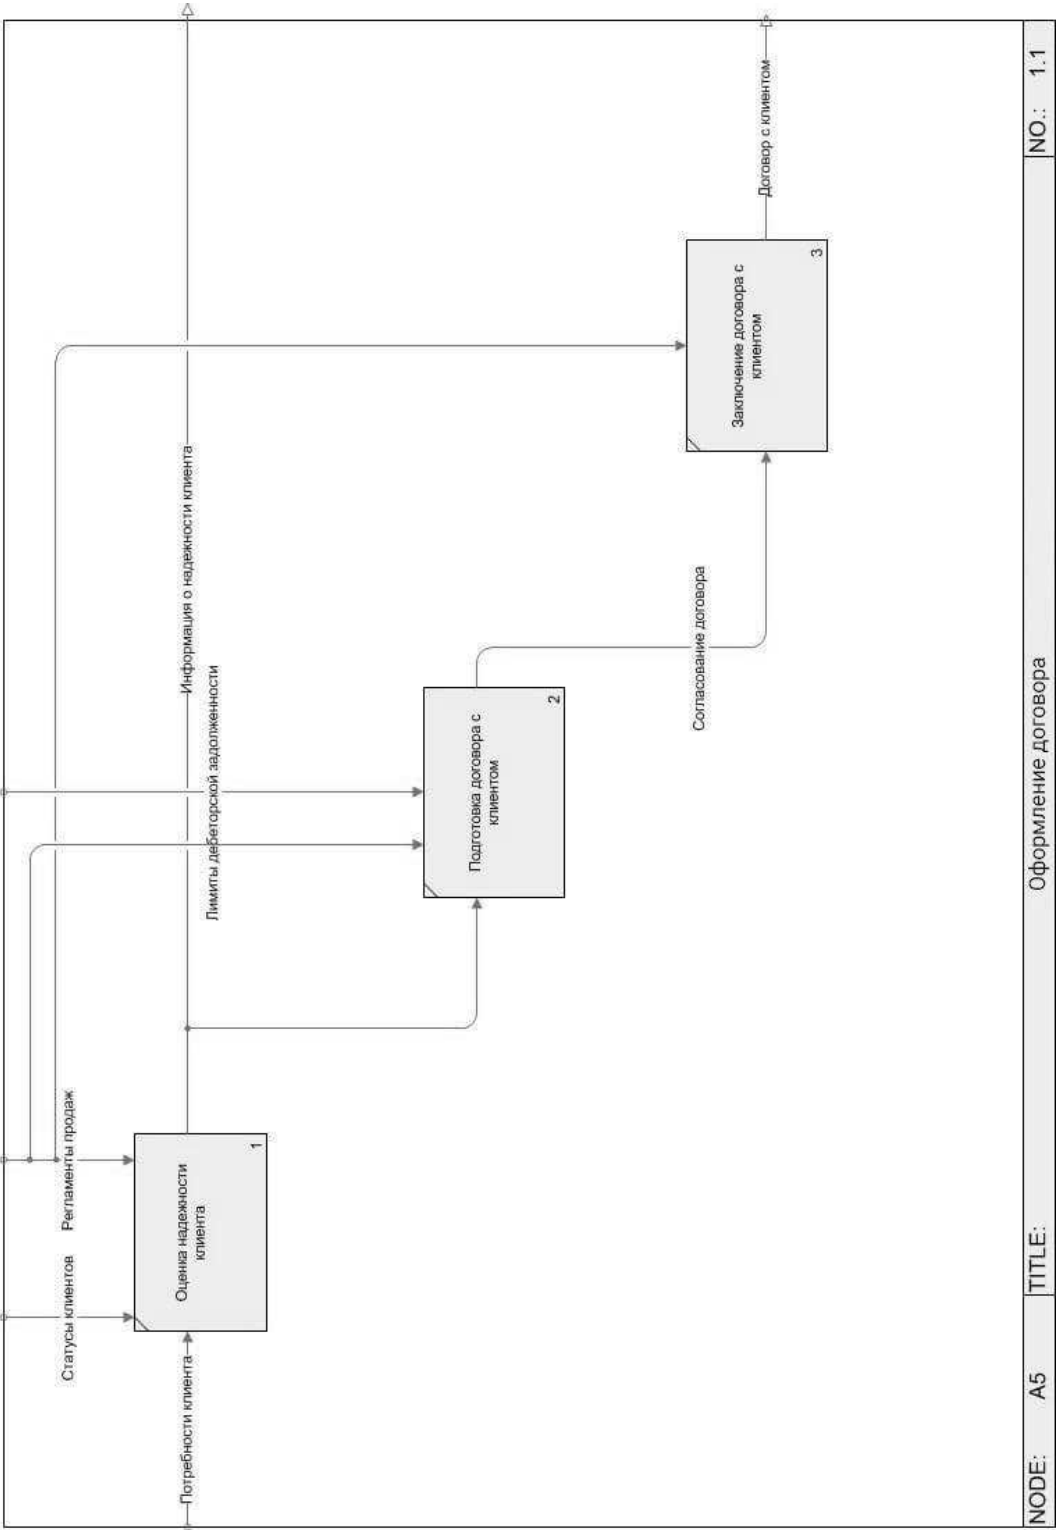 Статусы клиентов
Регламенты продаж
Потребности клиента
Оценка надежности
клиента
1
Информация о надежности клиента
Лимиты дебеторской задолженности
Подготовка договора с
клиентом
2
Согласование договора
Заключение договора с
клиентом
3
Договор с клиентом
NODE: A5
TITLE: Оформление договора
NO.: 1.1